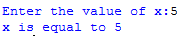 Enter the value of x:5
x is equal to 5